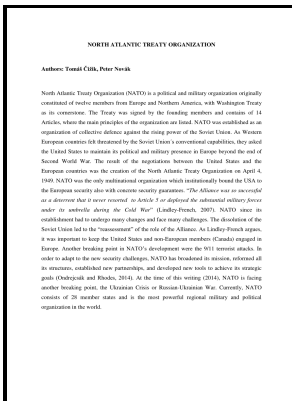 NORTH ATLANTIC TREATY ORGANIZATION
Authors: Tomáš Čižik, Peter Novák
North Atlantic Treaty Organization (NATO) is a political and military organization originally
constituted of twelve members from Europe and Northern America, with Washington Treaty
as its cornerstone. The Treaty was signed by the founding members and contains of 14
Articles, where the main principles of the organization are listed. NATO was established as an
organization of collective defence against the rising power of the Soviet Union. As Western
European countries felt threatened by the Soviet Union's conventional capabilities, they asked
the United States to maintain its political and military presence in Europe beyond the end of
Second World War. The result of the negotiations between the United States and the
European countries was the creation of the North Atlantic Treaty Organization on April 4,
1949. NATO was the only multinational organization which institutionally bound the USA to
the European security also with concrete security guarantees. "The Alliance was so successful
as a deterrent that it never resorted to Article 5 or deployed the substantial military forces
under its umbrella during the Cold War" (Lindley-French, 2007). NATO since its
establishment had to undergo many changes and face many challenges. The dissolution of the
Soviet Union led to the "reassessment" of the role of the Alliance. As Lindley-French argues,
it was important to keep the United States and non-European members (Canada) engaged in
Europe. Another breaking point in NATO's development were the 9/11 terrorist attacks. In
order to adapt to the new security challenges, NATO has broadened its mission, reformed all
its structures, established new partnerships, and developed new tools to achieve its strategic
goals (Ondrejcsák and Rhodes, 2014). At the time of this writing (2014), NATO is facing
another breaking point, the Ukrainian Crisis or Russian-Ukrainian War. Currently, NATO
consists of 28 member states and is the most powerful regional military and political
organization in the world.